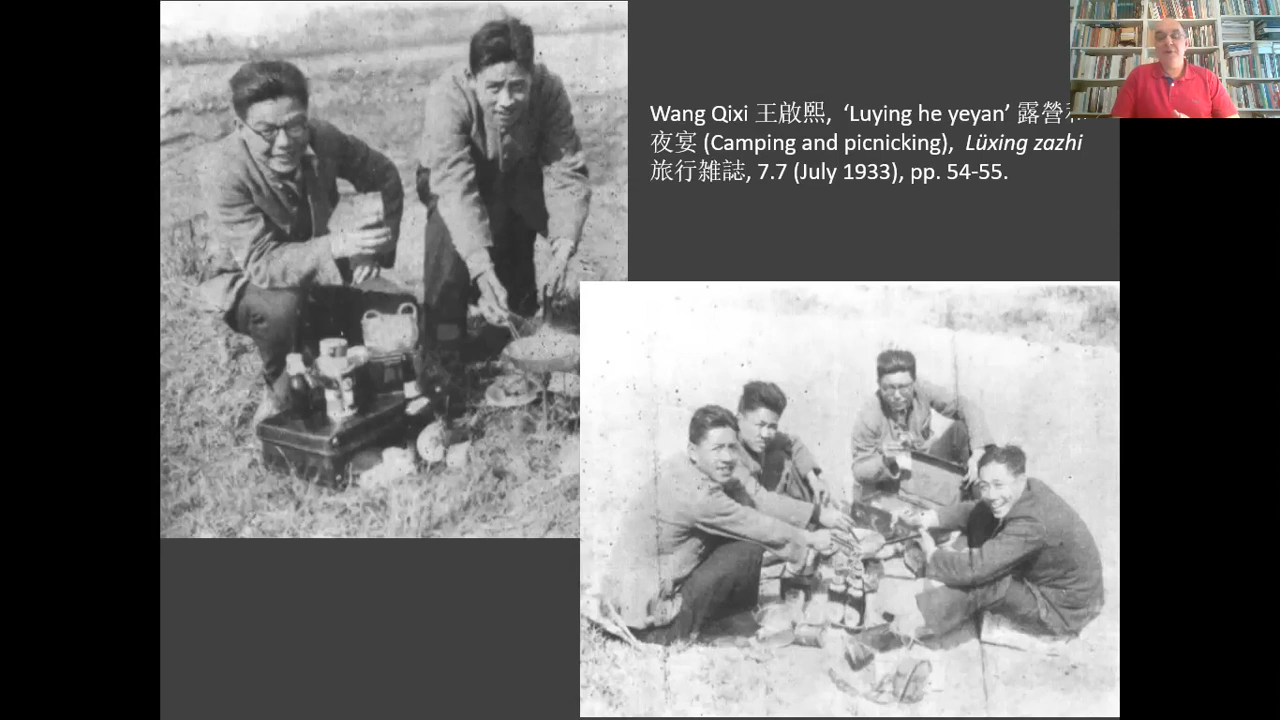 Wang Qixi 王啟熙, ‘Luying he yeyan’ 露營
夜宴 (Camping and picnicking), Lüxing zazhi
旅行雑誌, 7.7 (July 1933), pp. 54-55.